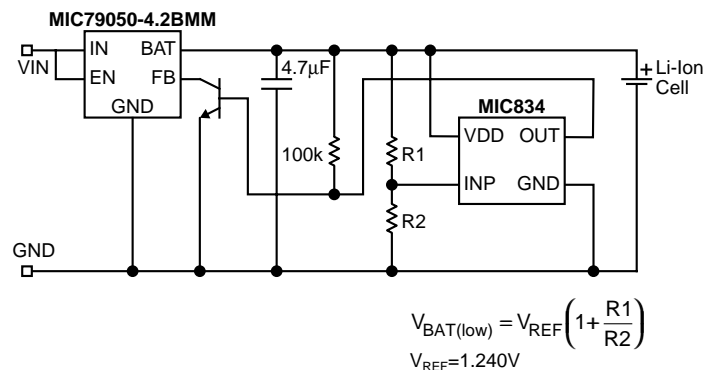 MIC79050-4.2BMM
IN BAT
VIN
EN FB
GND
4.7µF
100k
R1
R2
MIC834
VDD OUT
INP GND
+ Li-Ion
Cell
GND
V_BAT(low) = V_REF(1+R1/R2)
V_REF=1.240V